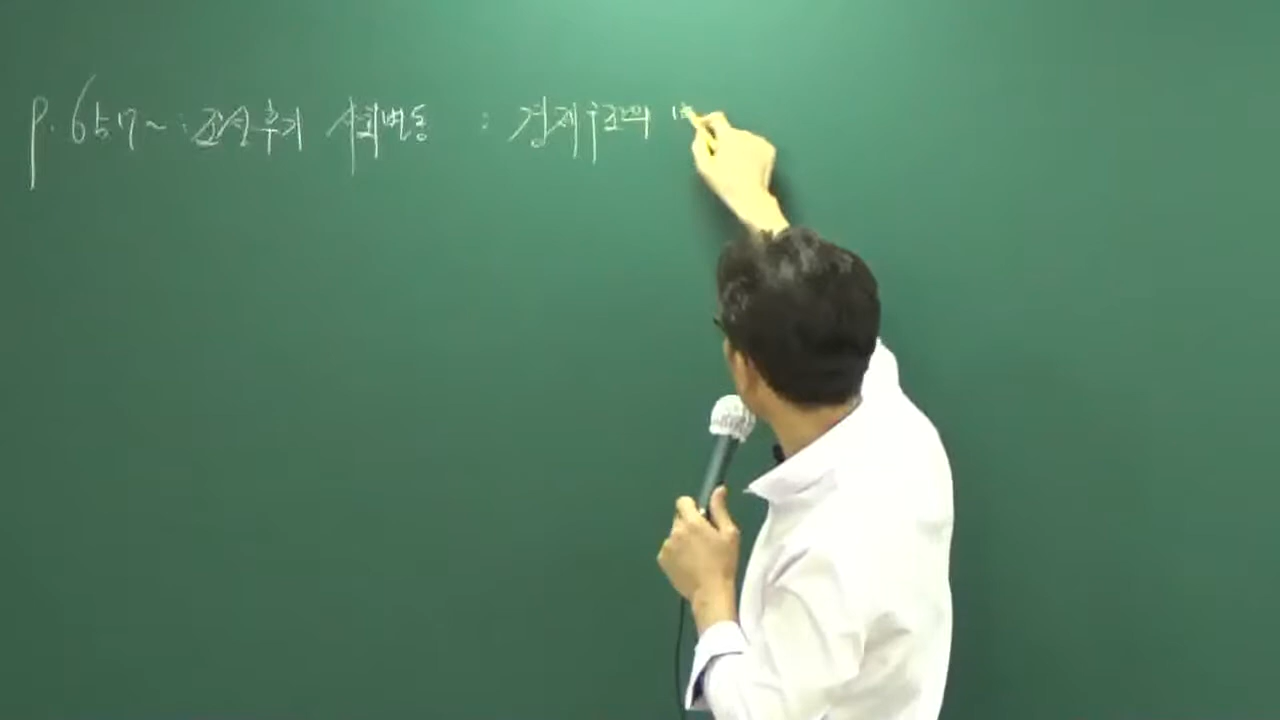 p. 657~ : 조선후기 사회변동 : 경제구조의